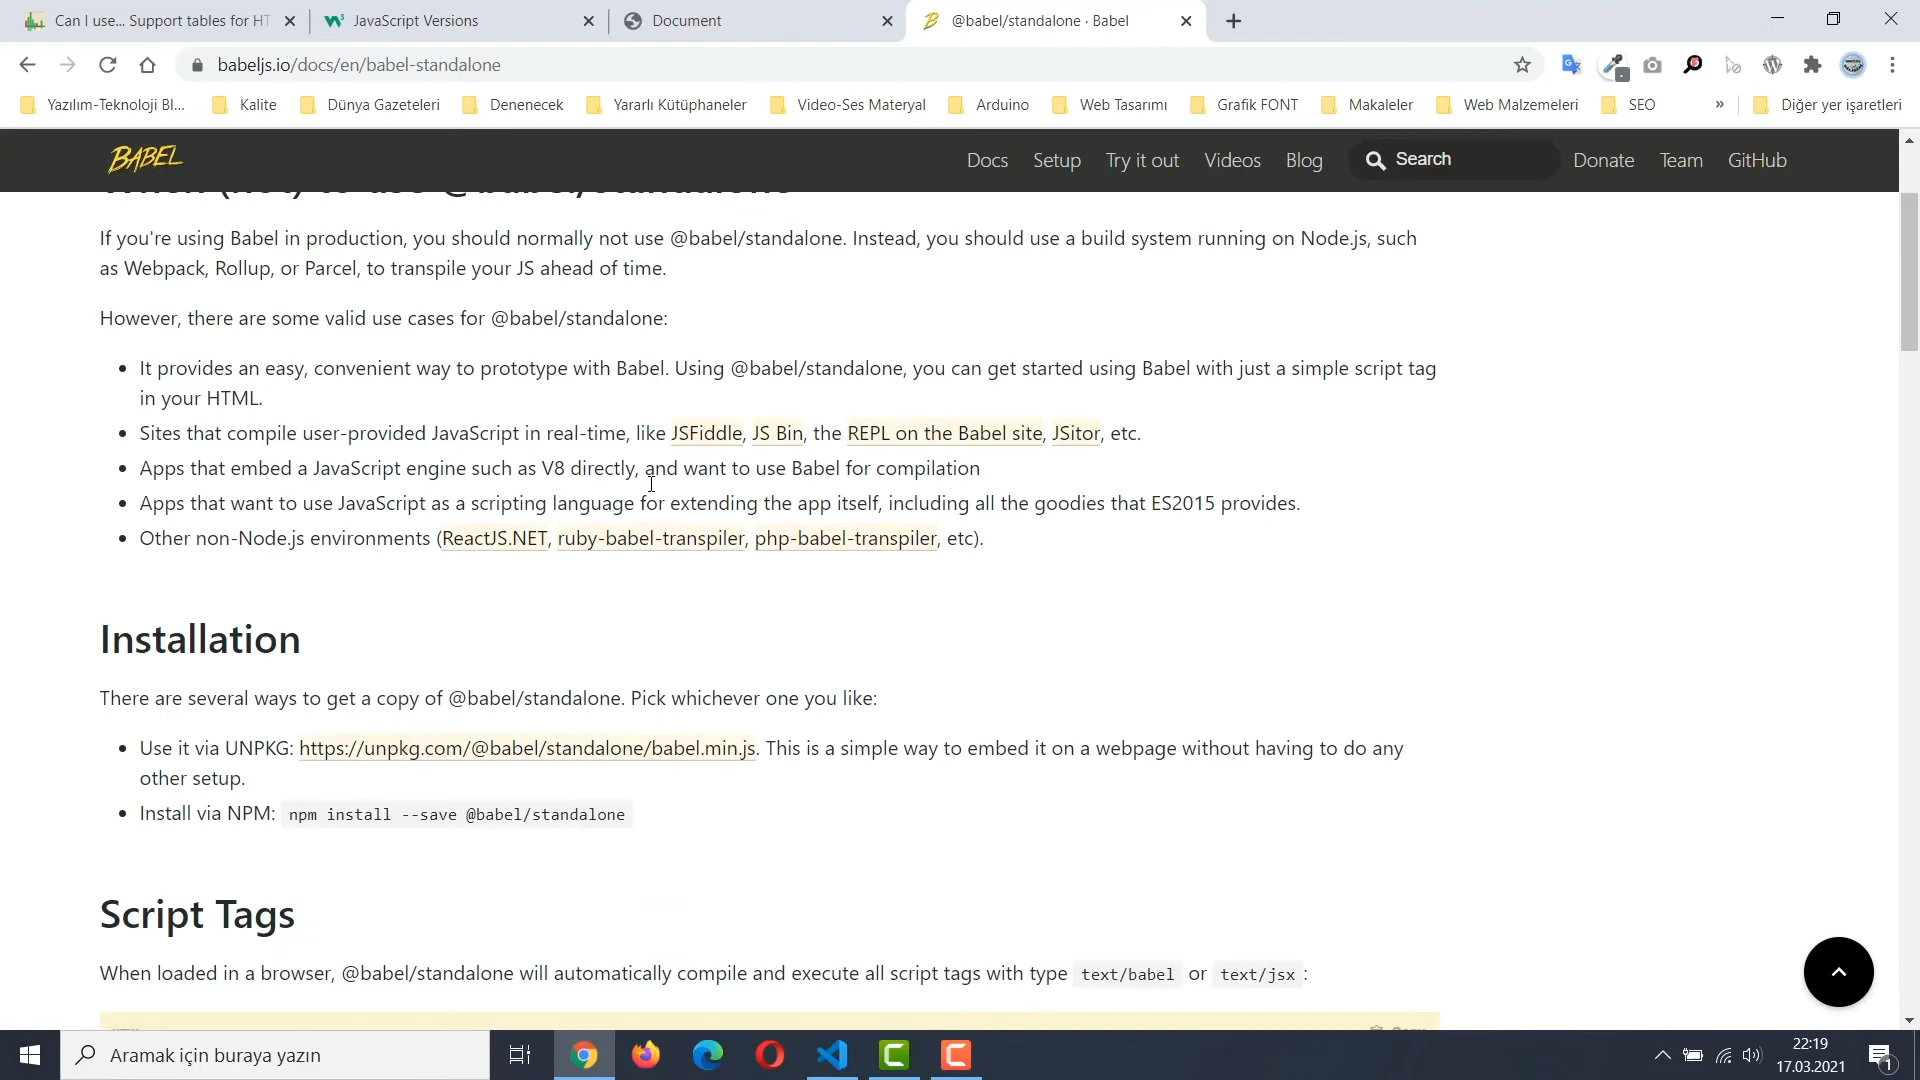 Can I use... Support tables for HT
JavaScript Versions
Document
@babel/standalone · Babel
babeljs.io/docs/en/babel-standalone
Yazılım-Teknoloji Bl...
Kalite
Dünya Gazeteleri
Denenecek
Yararlı Kütüphaneler
Video-Ses Materyal
Arduino
Web Tasarımı
Grafik FONT
Makaleler
Web Malzemeleri
SEO
»
Diğer yer işaretleri
BABEL
Docs
Setup
Try it out
Videos
Blog
Search
Donate
Team
GitHub
When (not) to use @babel/standalone
If you're using Babel in production, you should normally not use @babel/standalone. Instead, you should use a build system running on Node.js, such
as Webpack, Rollup, or Parcel, to transpile your JS ahead of time.
However, there are some valid use cases for @babel/standalone:
• It provides an easy, convenient way to prototype with Babel. Using @babel/standalone, you can get started using Babel with just a simple script tag
in your HTML.
• Sites that compile user-provided JavaScript in real-time, like JSFiddle, JS Bin, the REPL on the Babel site, JSitor, etc.
• Apps that embed a JavaScript engine such as V8 directly, and want to use Babel for compilation
• Apps that want to use JavaScript as a scripting language for extending the app itself, including all the goodies that ES2015 provides.
• Other non-Node.js environments (ReactJS.NET, ruby-babel-transpiler, php-babel-transpiler, etc).
Installation
There are several ways to get a copy of @babel/standalone. Pick whichever one you like:
• Use it via UNPKG: https://unpkg.com/@babel/standalone/babel.min.js. This is a simple way to embed it on a webpage without having to do any
other setup.
• Install via NPM: npm install --save @babel/standalone
Script Tags
When loaded in a browser, @babel/standalone will automatically compile and execute all script tags with type text/babel or text/jsx :
Aramak için buraya yazın
22:19
17.03.2021
1